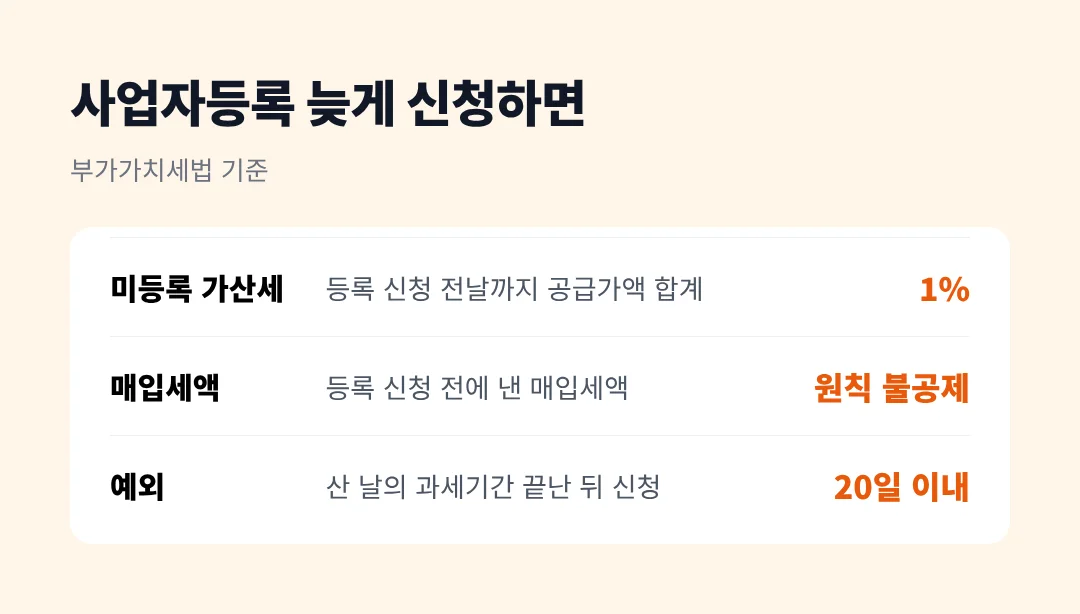 사업자등록 늦게 신청하면
부가가치세법 기준
미등록 가산세 등록 신청 전날까지 공급가액 합계 1%
매입세액 등록 신청 전에 낸 매입세액 원칙 불공제
예외 산 날의 과세기간 끝난 뒤 신청 20일 이내